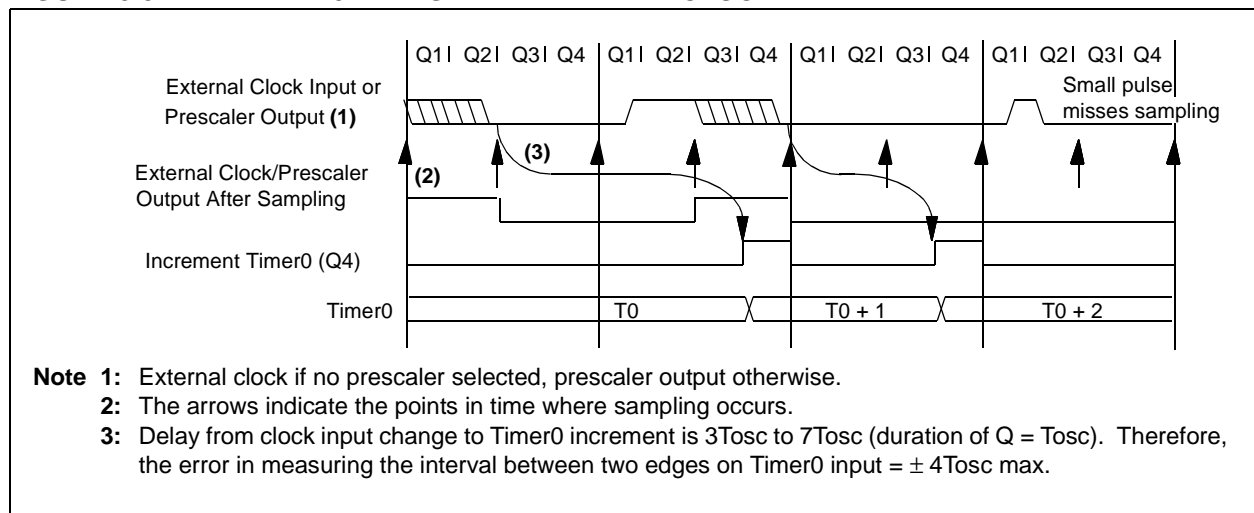 Q1| Q2| Q3| Q4 Q1| Q2| Q3| Q4 Q1| Q2| Q3| Q4 Q1| Q2| Q3| Q4
External Clock Input or
Prescaler Output (1)
Small pulse
misses sampling
(3)
(2)
External Clock/Prescaler
Output After Sampling
Increment Timer0 (Q4)
Timer0 T0 T0 + 1 T0 + 2
Note 1: External clock if no prescaler selected, prescaler output otherwise.
2: The arrows indicate the points in time where sampling occurs.
3: Delay from clock input change to Timer0 increment is 3Tosc to 7Tosc (duration of Q = Tosc). Therefore,
the error in measuring the interval between two edges on Timer0 input = ± 4Tosc max.